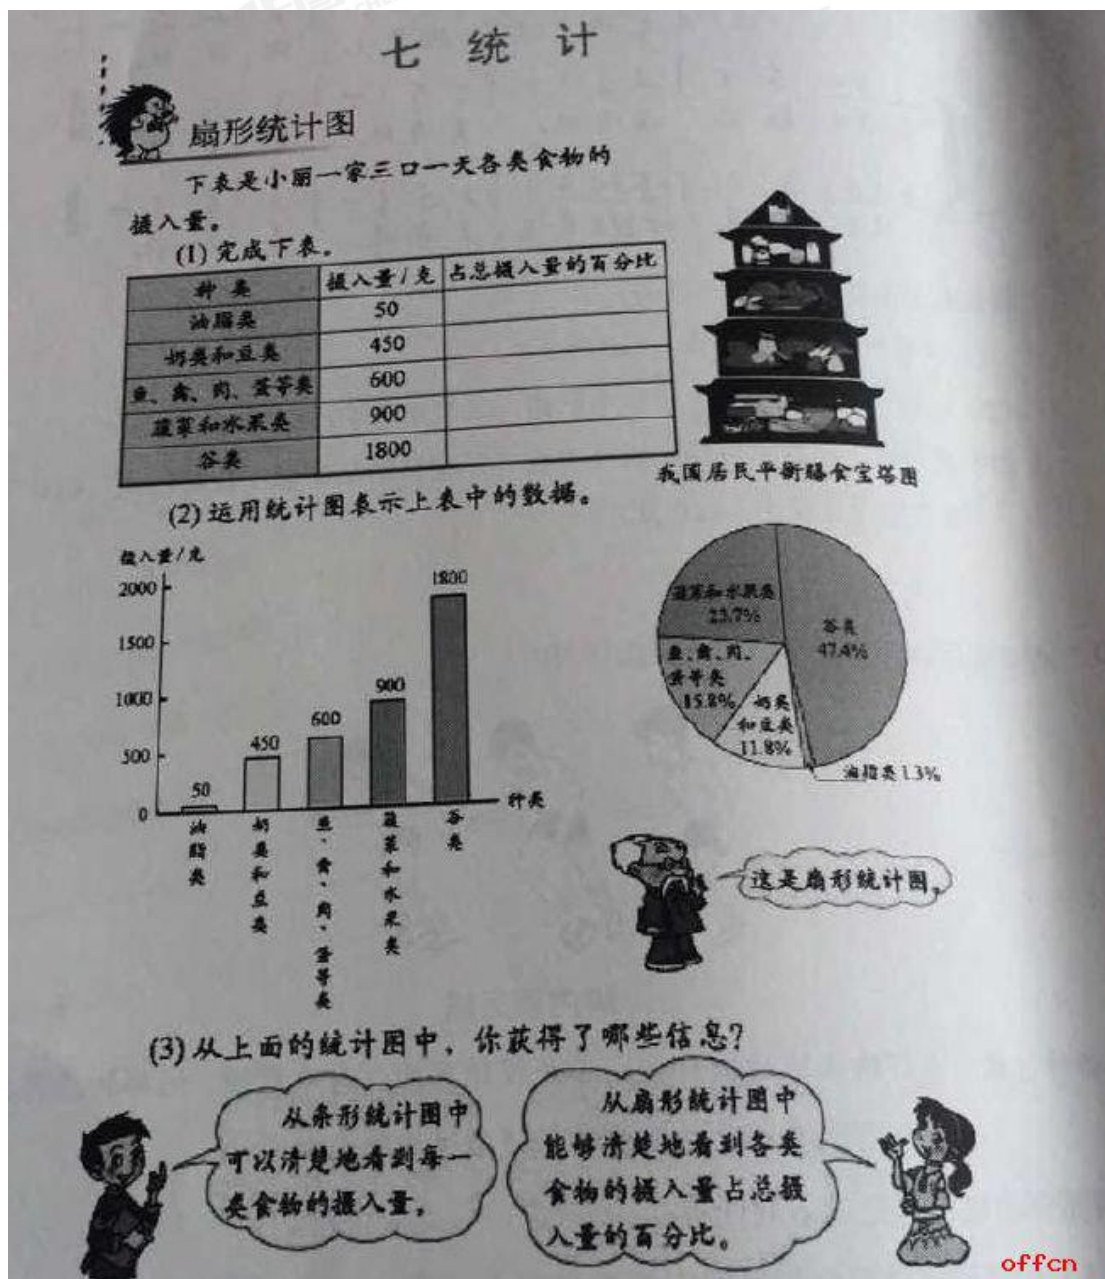 七 统 计
扇形统计图
下表是小丽一家三口一天各类食物的
摄入量。
(1)完成下表。
种 类 摄入量/克 占总摄入量的百分比
油脂类 50
奶类和豆类 450
鱼、禽、肉、蛋等类 600
蔬菜和水果类 900
谷类 1800
我国居民平衡膳食宝塔图
(2)运用统计图表示上表中的数据。
摄入量/克
2000
1500
1000
500
0
50
450
600
900
1800
油脂类
奶类和豆类
鱼、禽、肉、蛋等类
蔬菜和水果类
谷类
种类
蔬菜和水果类
23.7%
谷类
47.4%
鱼、禽、肉、
蛋等类
15.8%
奶类
和豆类
11.8%
油脂类1.3%
这是扇形统计图。
(3)从上面的统计图中，你获得了哪些信息?
从条形统计图中
可以清楚地看到每一
类食物的摄入量。
从扇形统计图中
能够清楚地看到各类
食物的摄入量占总摄
入量的百分比。
offcn